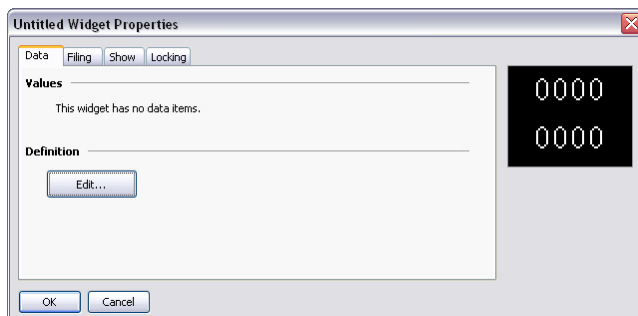 Untitled Widget Properties
Data Filing Show Locking
Values
This widget has no data items.
Definition
Edit...
OK Cancel
0000
0000